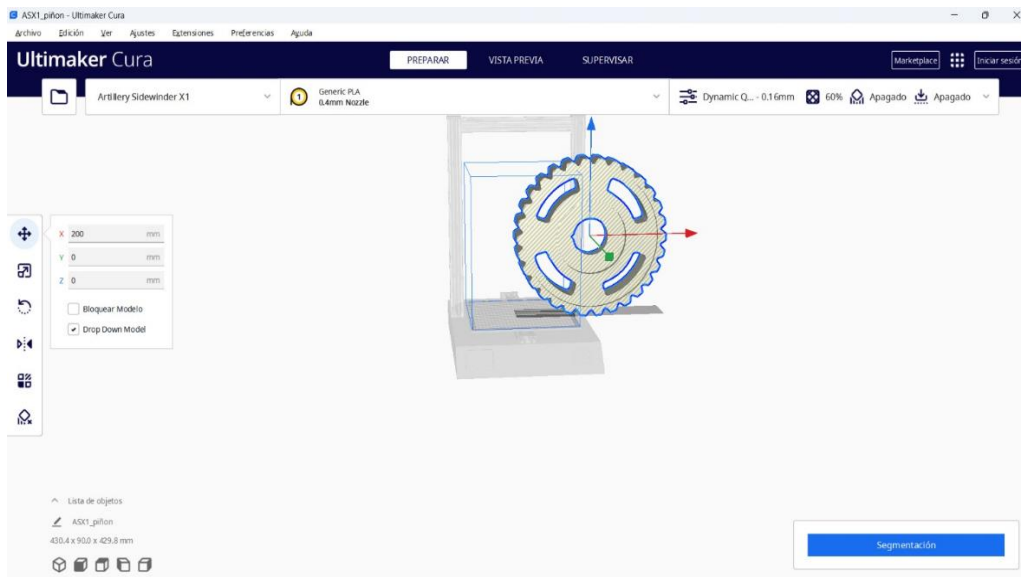 ASX1_piñon - Ultimaker Cura
Archivo Edición Ver Ajustes Extensiones Preferencias Ayuda
Ultimaker Cura PREPARAR VISTA PREVIA SUPERVISAR Marketplace Iniciar sesión
Artillery Sidewinder X1 1 Generic PLA Dynamic Q... - 0.16mm 60% Apagado Apagado
0.4mm Nozzle
X 200 mm
Y 0 mm
Z 0 mm
Bloquear Modelo
Drop Down Model
Lista de objetos
ASX1_piñon
430.4 x 90.0 x 429.8 mm
Segmentación